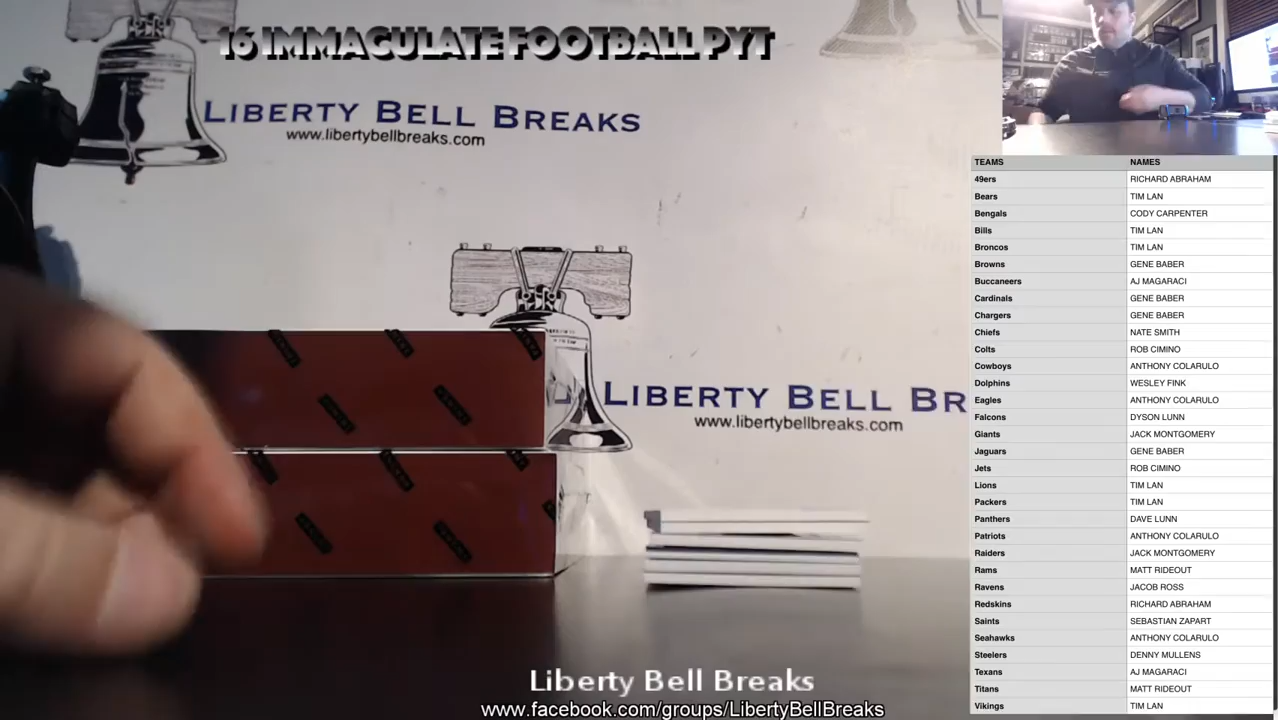 16 IMMACULATE FOOTBALL PYT
LIBERTY BELL BREAKS
www.libertybellbreaks.com
LIBERTY BELL BR
www.libertybellbreaks.com
Liberty Bell Breaks
www.facebook.com/groups/LibertyBellBreaks
TEAMS NAMES
49ers RICHARD ABRAHAM
Bears TIM LAN
Bengals CODY CARPENTER
Bills TIM LAN
Broncos TIM LAN
Browns GENE BABER
Buccaneers AJ MAGARACI
Cardinals GENE BABER
Chargers GENE BABER
Chiefs NATE SMITH
Colts ROB CIMINO
Cowboys ANTHONY COLARULO
Dolphins WESLEY FINK
Eagles ANTHONY COLARULO
Falcons DYSON LUNN
Giants JACK MONTGOMERY
Jaguars GENE BABER
Jets ROB CIMINO
Lions TIM LAN
Packers TIM LAN
Panthers DAVE LUNN
Patriots ANTHONY COLARULO
Raiders JACK MONTGOMERY
Rams MATT RIDEOUT
Ravens JACOB ROSS
Redskins RICHARD ABRAHAM
Saints SEBASTIAN ZAPART
Seahawks ANTHONY COLARULO
Steelers DENNY MULLENS
Texans AJ MAGARACI
Titans MATT RIDEOUT
Vikings TIM LAN